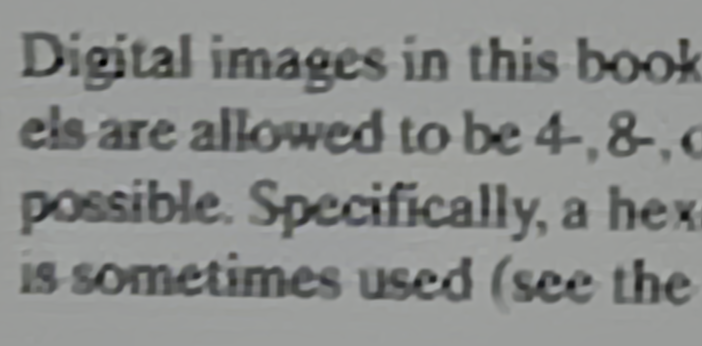 Digital images in this book
els are allowed to be 4-, 8-,
possible. Specifically, a hex
is sometimes used (see the